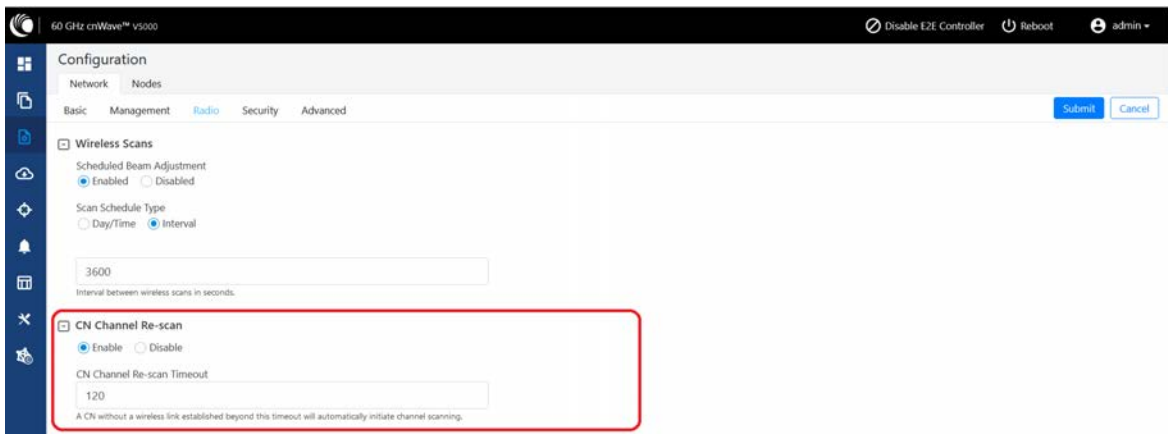 60 GHz cnWave™ V5000 Disable E2E Controller Reboot admin
Configuration
Network Nodes
Basic Management Radio Security Advanced Submit Cancel
Wireless Scans
Scheduled Beam Adjustment
Enabled Disabled
Scan Schedule Type
Day/Time Interval
3600
Interval between wireless scans in seconds.
CN Channel Re-scan
Enable Disable
CN Channel Re-scan Timeout
120
A CN without a wireless link established beyond this timeout will automatically initiate channel scanning.